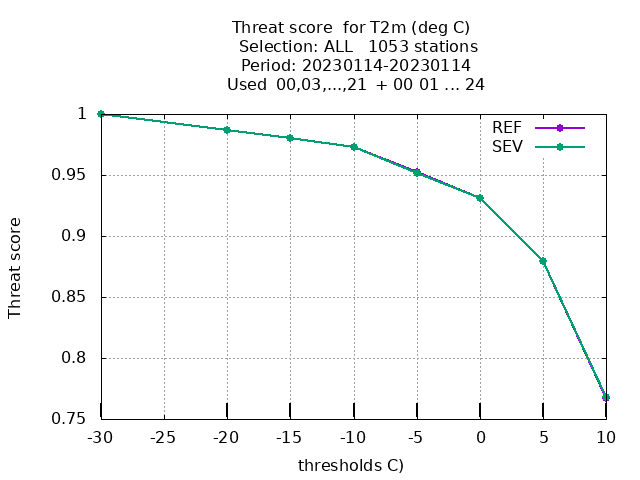 Threat score  for T2m (deg C)
Selection: ALL   1053 stations
Period: 20230114-20230114
Used  00,03,...,21  + 00 01 ... 24
REF
SEV
1
0.95
0.9
0.85
0.8
0.75
Threat score
-30 -25 -20 -15 -10 -5 0 5 10
thresholds C)